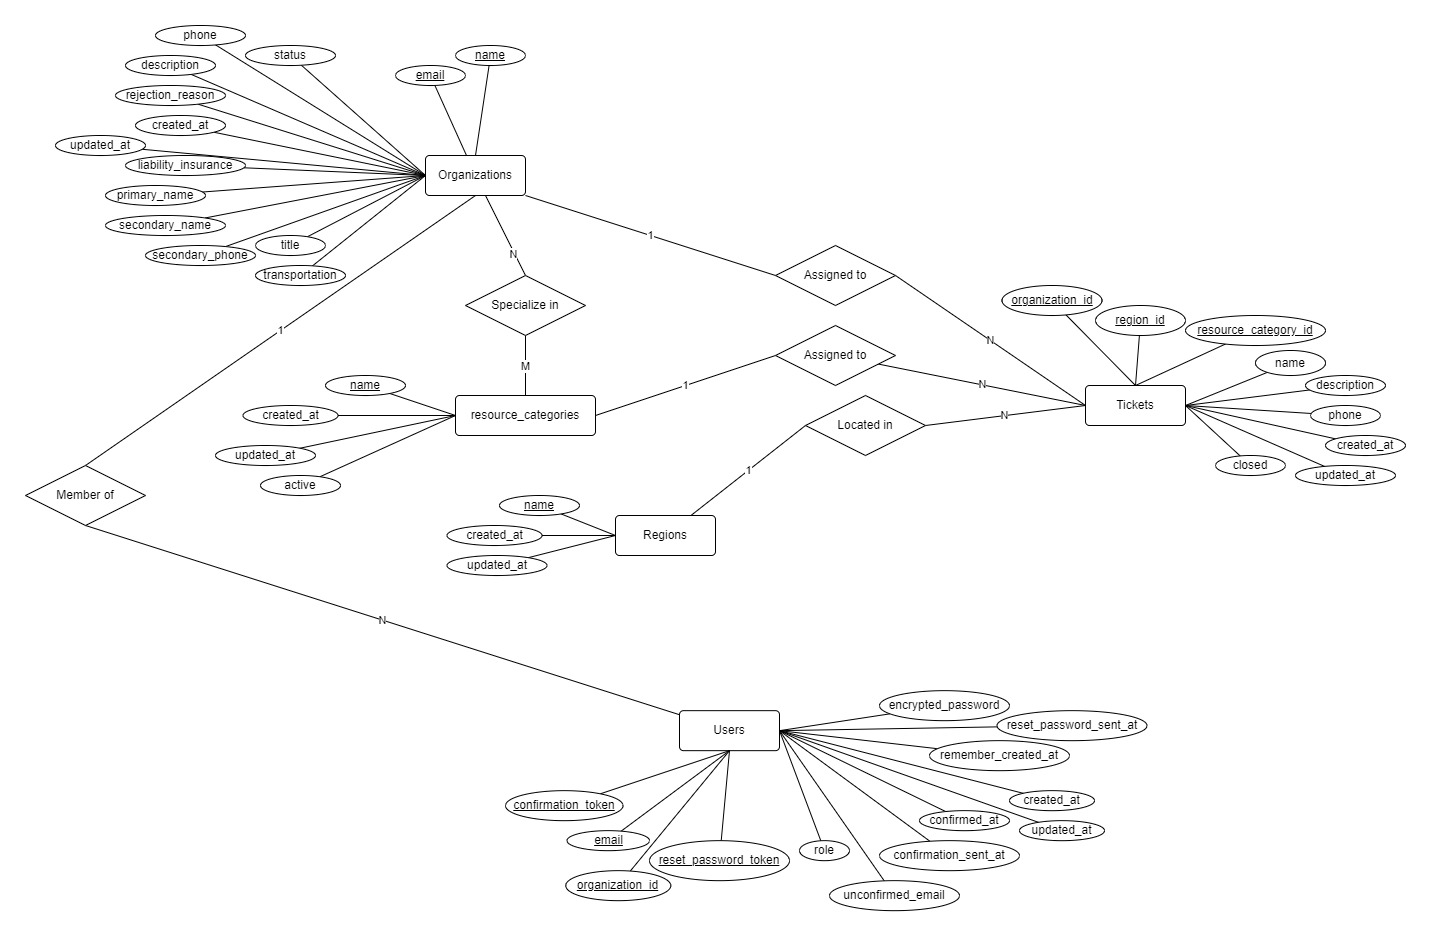 phone
status
name
email
description
rejection_reason
created_at
updated_at
liability_insurance
primary_name
secondary_name
secondary_phone
title
transportation
Organizations
1
N
1
Specialize in
M
Assigned to
N
Assigned to
1
N
Located in
N
1
organization_id
region_id
resource_category_id
name
description
phone
created_at
updated_at
closed
Tickets
name
created_at
updated_at
active
resource_categories
Member of
name
created_at
updated_at
Regions
N
Users
encrypted_password
reset_password_sent_at
remember_created_at
created_at
updated_at
confirmed_at
confirmation_sent_at
unconfirmed_email
role
confirmation_token
email
organization_id
reset_password_token